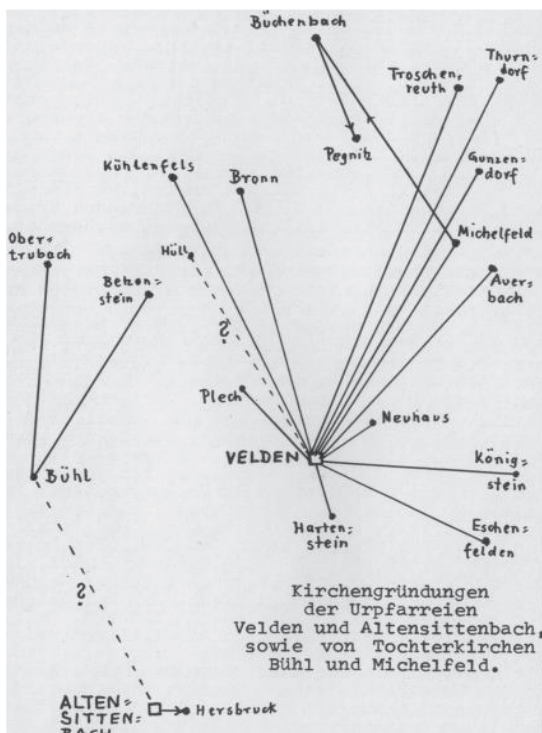 Büchenbach
Thurn=
dorf
Troschen,
reuth
Pegnitz
Gunzen=
dorf
Kühlenfels
Bronn
Michelfeld
Ober=
trubach
Hüll
Betzen=
stein
Auer=
bach
?
Plech
Neuhaus
VELDEN
König=
stein
Bühl
Harten=
stein
Eschen=
felden
?
Kirchengründungen
der Urpfarreien
Velden und Altensittenbach,
sowie von Tochterkirchen
Bühl und Michelfeld.
ALTEN=
SITTEN=
BACH
Hersbruck